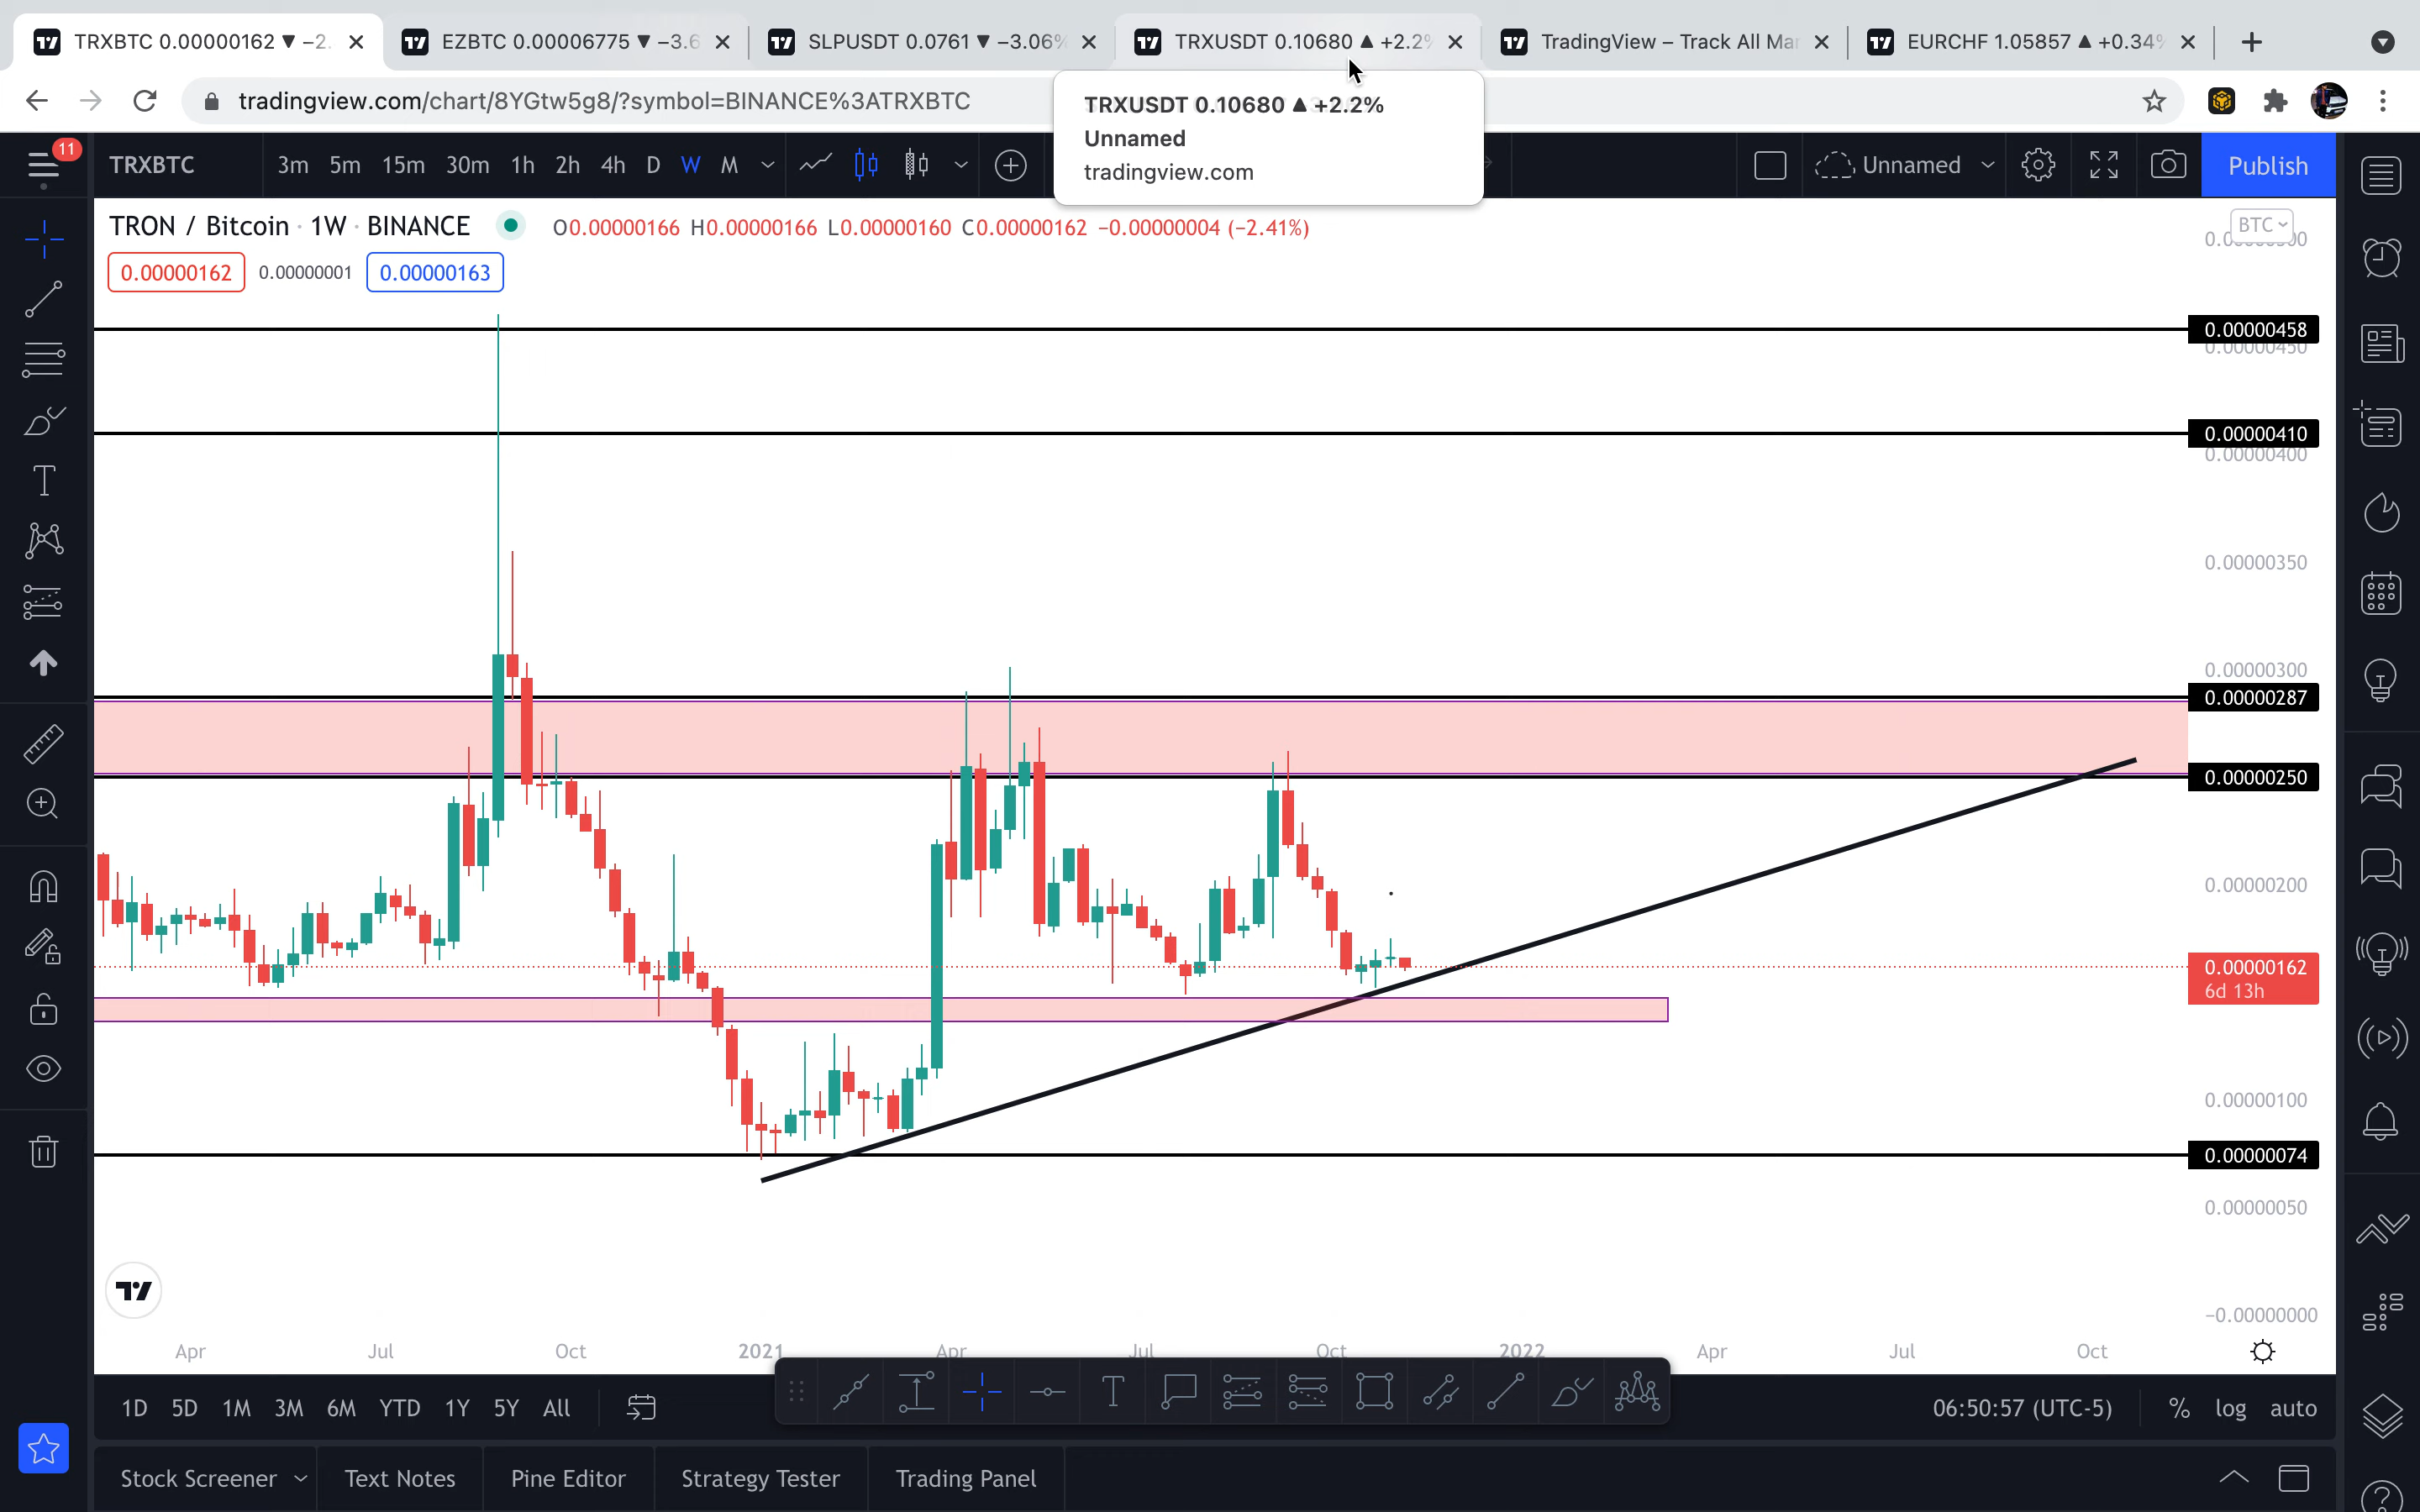 TRXBTC 0.00000162 ▼ −2.
EZBTC 0.00006775 ▼ −3.6
SLPUSDT 0.0761 ▼ −3.06%
TRXUSDT 0.10680 ▲ +2.2%
TradingView – Track All Mar
EURCHF 1.05857 ▲ +0.34%
tradingview.com/chart/8YGtw5g8/?symbol=BINANCE%3ATRXBTC
TRXUSDT 0.10680 ▲ +2.2%
Unnamed
tradingview.com
11
TRXBTC
3m 5m 15m 30m 1h 2h 4h D W M
Unnamed
Publish
TRON / Bitcoin · 1W · BINANCE
O0.00000166 H0.00000166 L0.00000160 C0.00000162 −0.00000004 (−2.41%)
BTC
0.00000162
0.00000001
0.00000163
0.00000458
0.00000450
0.00000410
0.00000400
0.00000350
0.00000300
0.00000287
0.00000250
0.00000200
0.00000162
6d 13h
0.00000100
0.00000074
0.00000050
−0.00000000
Apr Jul Oct 2021 Apr Jul Oct 2022 Apr Jul Oct
1D 5D 1M 3M 6M YTD 1Y 5Y All
06:50:57 (UTC-5)
% log auto
Stock Screener
Text Notes
Pine Editor
Strategy Tester
Trading Panel